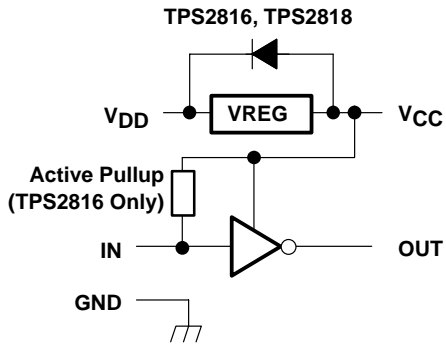 TPS2816, TPS2818
VDD VREG VCC
Active Pullup
(TPS2816 Only)
IN OUT
GND